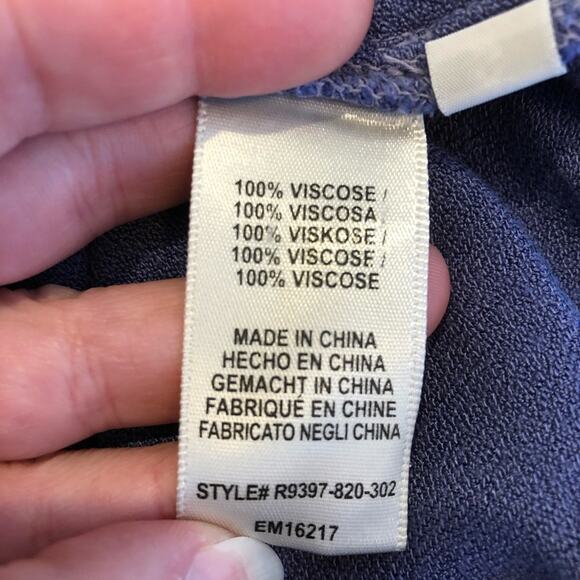 100% VISCOSE /
100% VISCOSA
100% VISKOSE /
100% VISCOSE /
100% VISCOSE
MADE IN CHINA
HECHO EN CHINA
GEMACHT IN CHINA
FABRIQUÉ EN CHINE
FABRICATO NEGLI CHINA
STYLE# R9397-820-302
EM16217